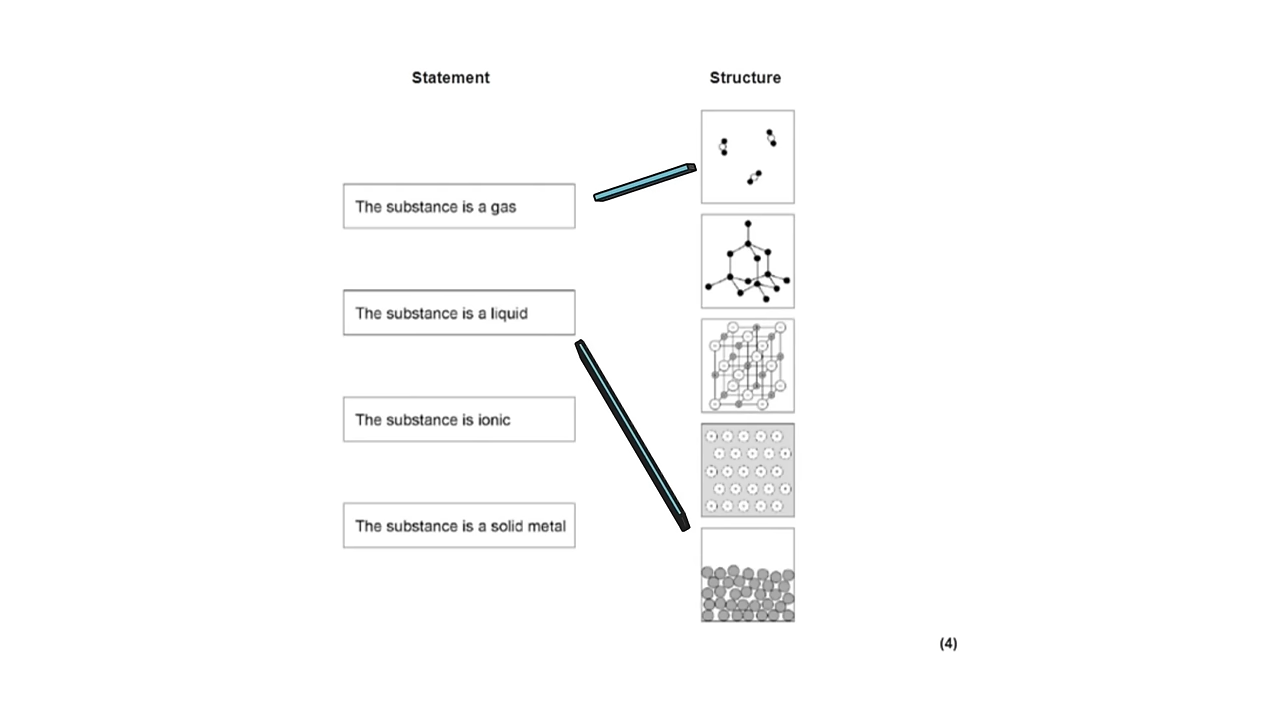 Statement
Structure
The substance is a gas
The substance is a liquid
The substance is ionic
The substance is a solid metal
(4)